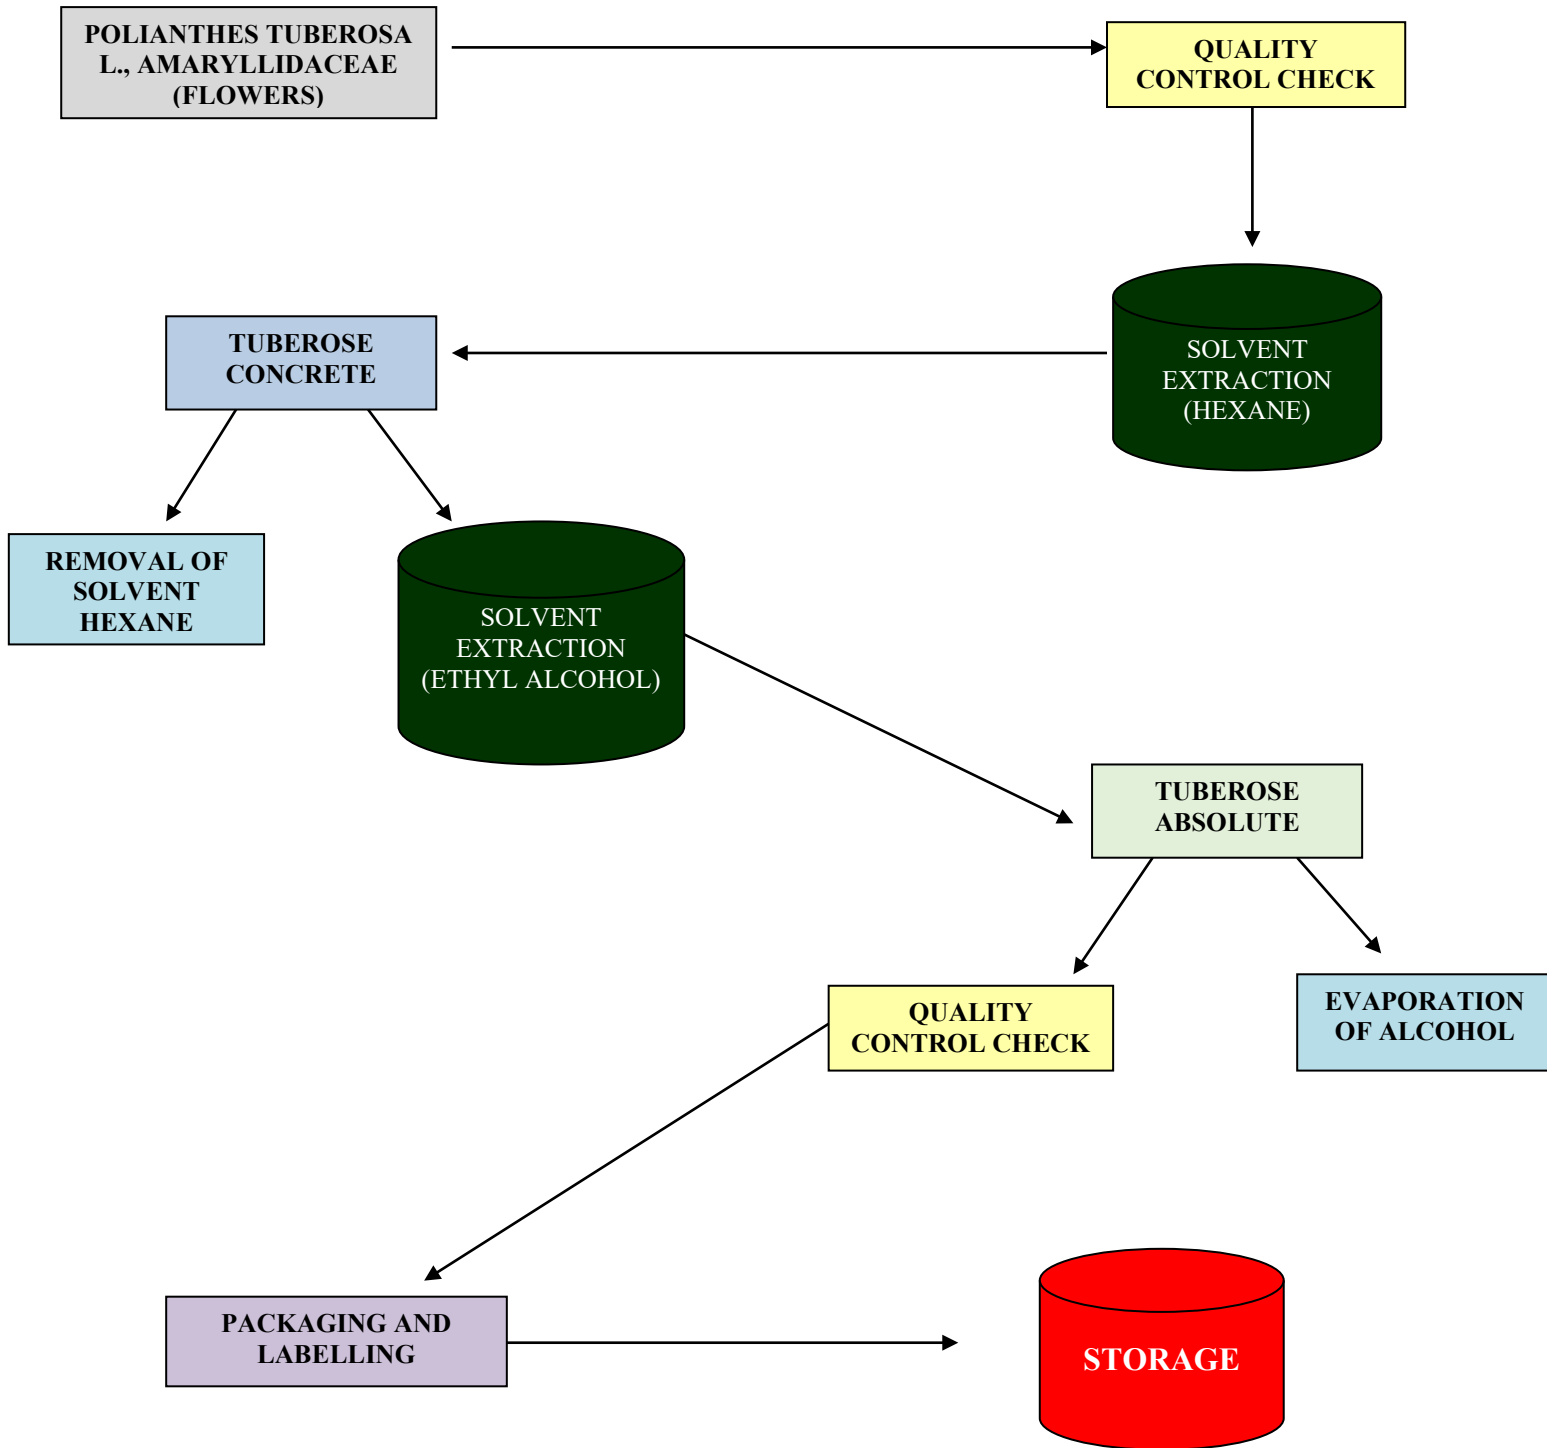 POLIANTHES TUBEROSA
L., AMARYLLIDACEAE
(FLOWERS)
QUALITY
CONTROL CHECK
SOLVENT
EXTRACTION
(HEXANE)
TUBEROSE
CONCRETE
REMOVAL OF
SOLVENT
HEXANE
SOLVENT
EXTRACTION
(ETHYL ALCOHOL)
TUBEROSE
ABSOLUTE
QUALITY
CONTROL CHECK
EVAPORATION
OF ALCOHOL
PACKAGING AND
LABELLING
STORAGE